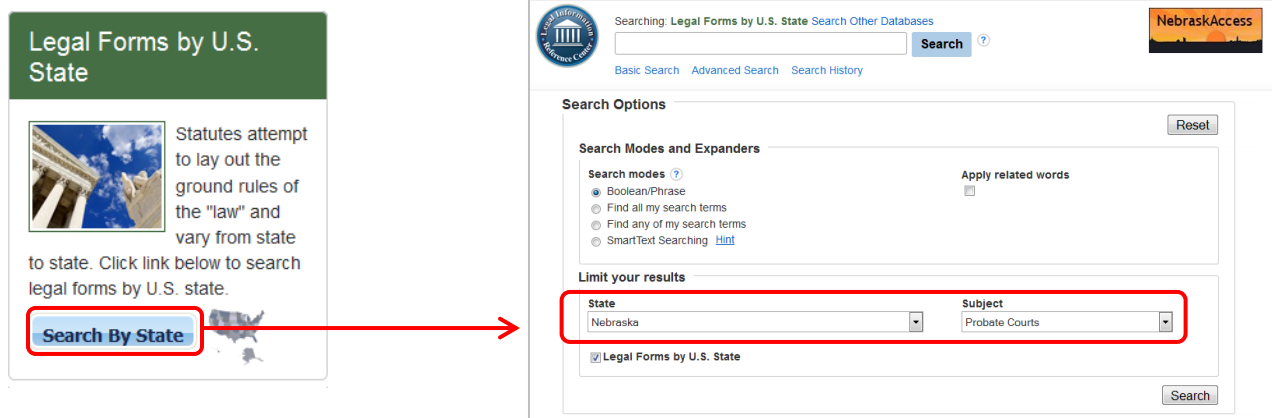 Legal Forms by U.S.
State
Statutes attempt
to lay out the
ground rules of
the "law" and
vary from state
to state. Click link below to search
legal forms by U.S. state.
Search By State
Legal Information
Reference Center
Searching: Legal Forms by U.S. State Search Other Databases
Search ?
NebraskAccess
Basic Search Advanced Search Search History
Search Options
Reset
Search Modes and Expanders
Search modes ? Apply related words
Boolean/Phrase
Find all my search terms
Find any of my search terms
SmartText Searching Hint
Limit your results
State Subject
Nebraska Probate Courts
Legal Forms by U.S. State
Search